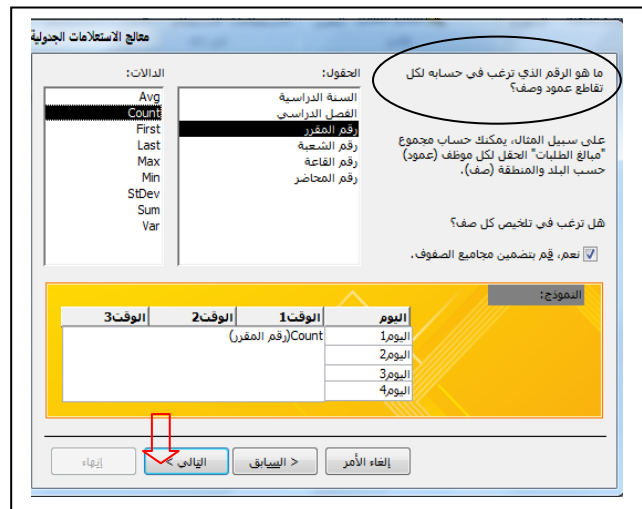 معالج الاستعلامات الجدولية
ما هو الرقم الذي ترغب في حسابه لكل
تقاطع عمود وصف؟
على سبيل المثال، يمكنك حساب مجموع
"مبالغ الطلبات" الحقل لكل موظف (عمود)
حسب البلد والمنطقة (صف).
هل ترغب في تلخيص كل صف؟
نعم، قم بتضمين مجاميع الصفوف.
الحقول:
السنة الدراسية
الفصل الدراسي
رقم المقرر
رقم الشعبة
رقم القاعة
رقم المحاضر
الدالات:
Avg
Count
First
Last
Max
Min
StDev
Sum
Var
النموذج:
اليوم الوقت1 الوقت2 الوقت3
اليوم1 Count(رقم المقرر)
اليوم2
اليوم3
اليوم4
إلغاء الأمر < السابق التالي > إنهاء